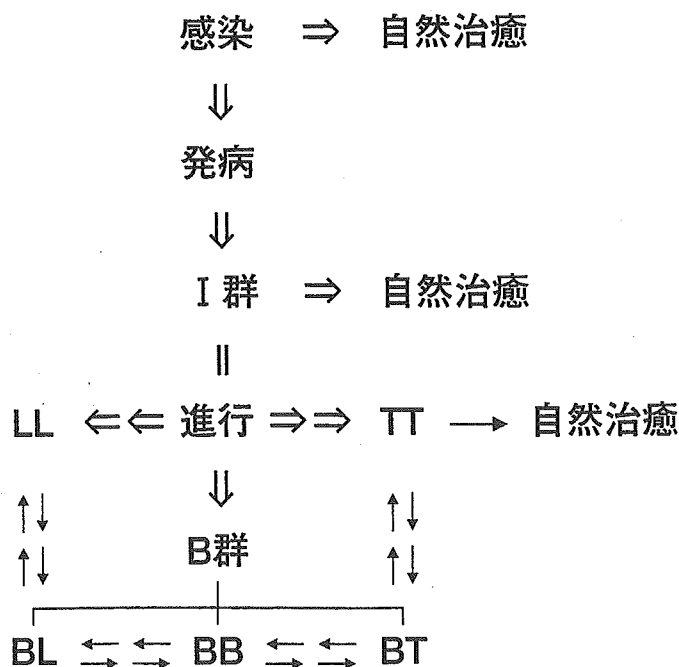 感染 ⇒ 自然治癒
⇓
発病
⇓
I 群 ⇒ 自然治癒
||
LL ⇐⇐ 進行 ⇒⇒ TT → 自然治癒
↑↓ ⇓ ↑↓
↑↓ B群 ↑↓
BL ←← BB ←← BT
→→ →→